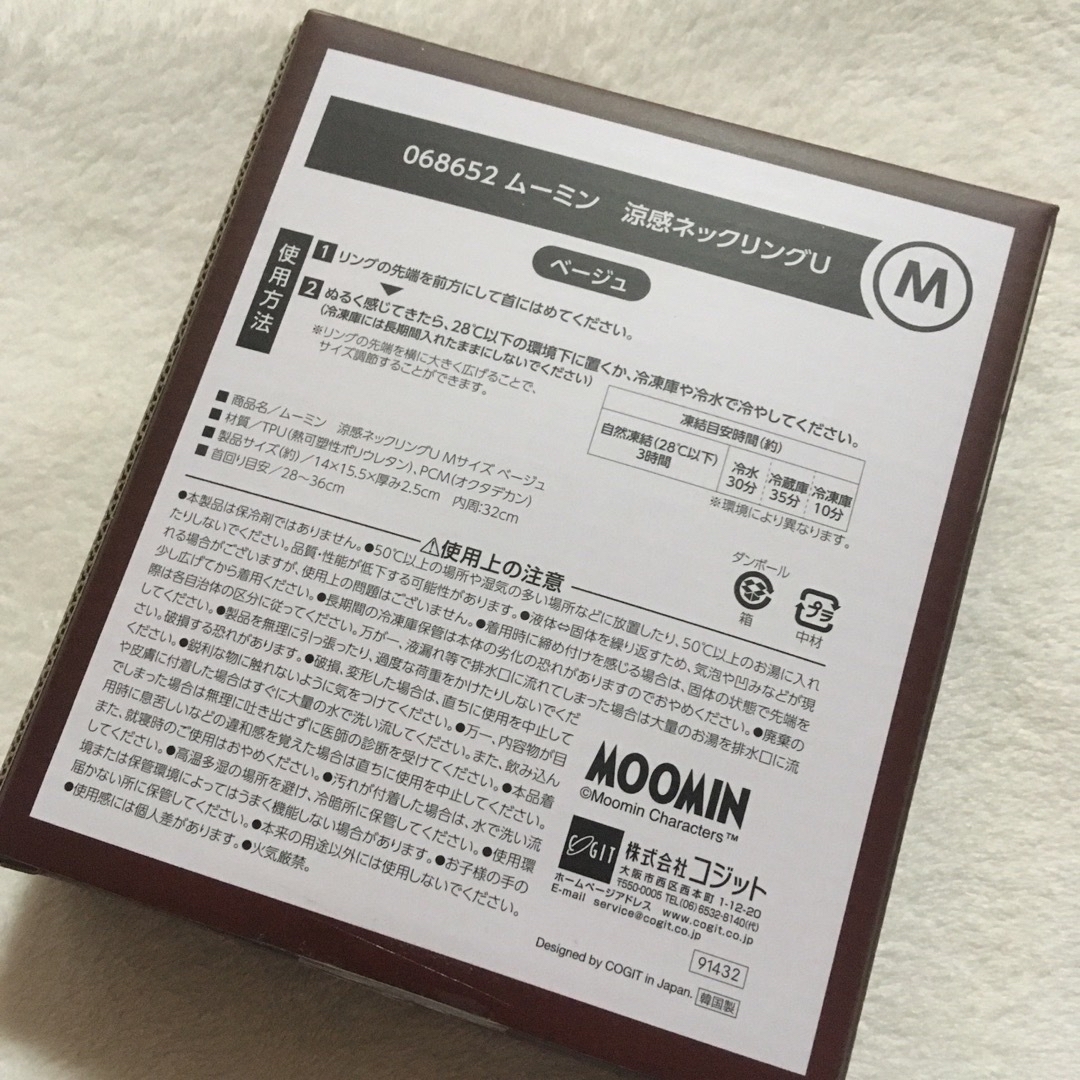 068652 ムーミン　涼感ネックリングU
M
ベージュ
使用方法
1 リングの先端を前方にして首にはめてください。
2 ぬるく感じてきたら、28℃以下の環境下に置くか、冷凍庫や冷水で冷やしてください。
(冷凍庫には長期間入れたままにしないでください)
※リングの先端を横に大きく広げることで、
サイズ調節することができます。
■ 商品名/ムーミン　涼感ネックリングU Mサイズ ベージュ
■ 材質/TPU(熱可塑性ポリウレタン)、PCM(オクタデカン)
■ 製品サイズ(約)/14×15.5×厚み2.5cm　内周:32cm
■ 首回り目安/28〜36cm
凍結目安時間(約)
自然凍結(28℃以下) 3時間
冷水 30分
冷蔵庫 35分
冷凍庫 10分
※環境により異なります。
ダンボール
箱
プラ
中材
⚠使用上の注意
●本製品は保冷剤ではありません。●50℃以上の場所や湿気の多い場所などに放置したり、50℃以上のお湯に入れ
たりしないでください。品質・性能が低下する可能性があります。●液体⇔固体を繰り返すため、気泡や凹みなどが現
れる場合がございますが、使用上の問題はございません。●着用時に締め付けを感じる場合は、固体の状態で先端を
少し広げてから着用ください。●長期間の冷凍庫保管は本体の劣化の恐れがありますのでおやめください。●廃棄の
際は各自治体の区分に従ってください。万が一、液漏れ等で排水口に流れてしまった場合は大量のお湯を排水口に流
してください。●製品を無理に引っ張ったり、過度な荷重をかけたりしないでくだ
さい。破損する恐れがあります。●破損、変形した場合は、直ちに使用を中止して
ください。●鋭利な物に触れないように気をつけてください。●万一、内容物が目
や皮膚に付着した場合はすぐに大量の水で洗い流してください。また、飲み込ん
でしまった場合は無理に吐き出さずに医師の診断を受けてください。●本品着
用時に息苦しいなどの違和感を覚えた場合は直ちに使用を中止してください。
また、就寝時のご使用はおやめください。●汚れが付着した場合は、水で洗い流
してください。●高温多湿の場所を避け、冷暗所に保管してください。●使用環
境または保管環境によってはうまく機能しない場合があります。●お子様の手の
届かない所に保管してください。●本来の用途以外には使用しないでください。
●使用感には個人差があります。●火気厳禁。
MOOMIN
©Moomin Characters™
COGIT 株式会社 コジット
大阪市西区西本町 1-12-20
〒550-0005 TEL(06)6532-8140(代)
ホームページアドレス www.cogit.co.jp
E-mail service@cogit.co.jp
91432
Designed by COGIT in Japan. 韓国製